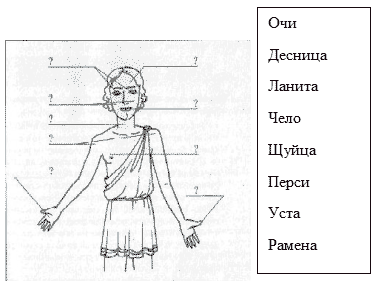 ?
?
?
?
?
?
?
?
Очи
Десница
Ланита
Чело
Щуйца
Перси
Уста
Рамена